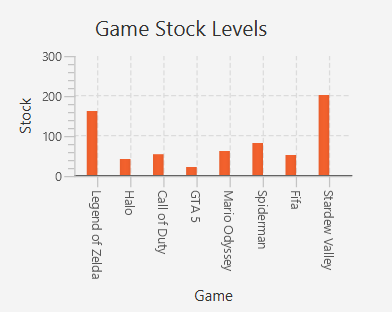 Game Stock Levels
300
200
100
0
Stock
Legend of Zelda
Halo
Call of Duty
GTA 5
Mario Odyssey
Spiderman
Fifa
Stardew Valley
Game